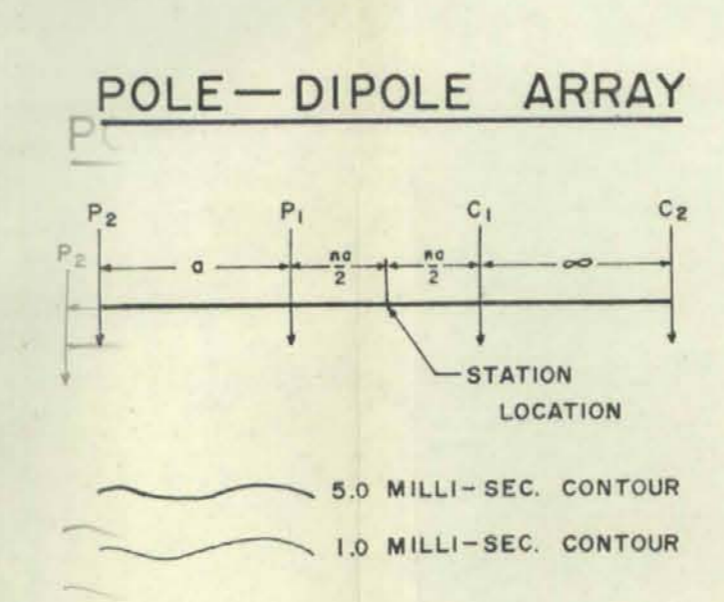 POLE—DIPOLE ARRAY
P
P₂ P₁ C₁ C₂
P₂
a na/2 na/2 ∞
STATION
LOCATION
5.0 MILLI-SEC. CONTOUR
1.0 MILLI-SEC. CONTOUR